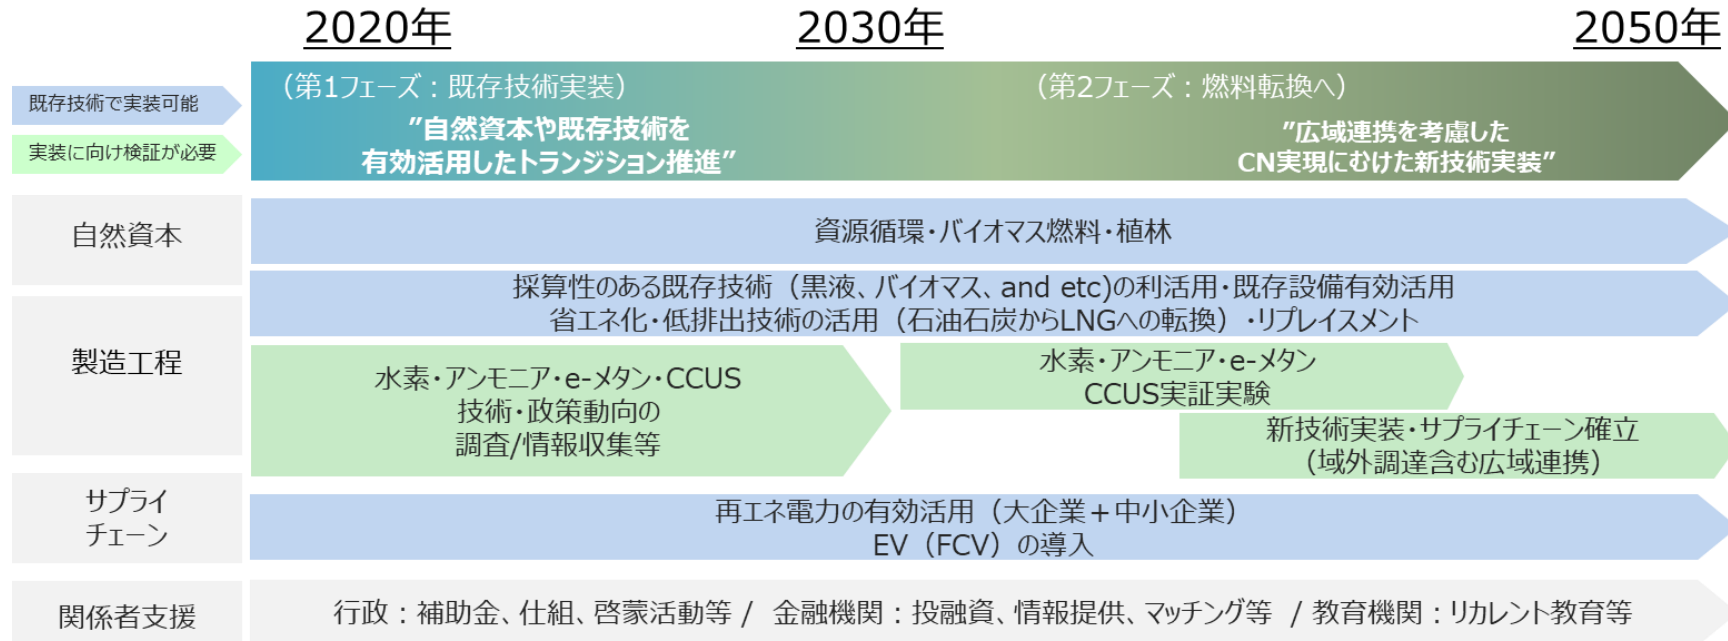 2020年
2030年
2050年
既存技術で実装可能
実装に向け検証が必要
（第1フェーズ：既存技術実装）
”自然資本や既存技術を
有効活用したトランジション推進”
（第2フェーズ：燃料転換へ）
”広域連携を考慮した
CN実現にむけた新技術実装”
自然資本
資源循環・バイオマス燃料・植林
製造工程
採算性のある既存技術（黒液、バイオマス、and etc)の利活用・既存設備有効活用
省エネ化・低排出技術の活用（石油石炭からLNGへの転換）・リプレイスメント
水素・アンモニア・e-メタン・CCUS
技術・政策動向の
調査/情報収集等
水素・アンモニア・e-メタン
CCUS実証実験
新技術実装・サプライチェーン確立
（域外調達含む広域連携）
サプライ
チェーン
再エネ電力の有効活用（大企業＋中小企業）
EV（FCV）の導入
関係者支援
行政：補助金、仕組、啓蒙活動等 / 金融機関：投融資、情報提供、マッチング等 / 教育機関：リカレント教育等